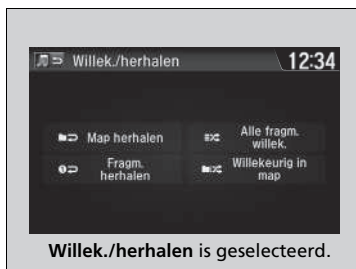 Willek./herhalen
12:34
Map herhalen
Alle fragm.
willek.
Fragm.
herhalen
Willekeurig in
map
Willek./herhalen is geselecteerd.